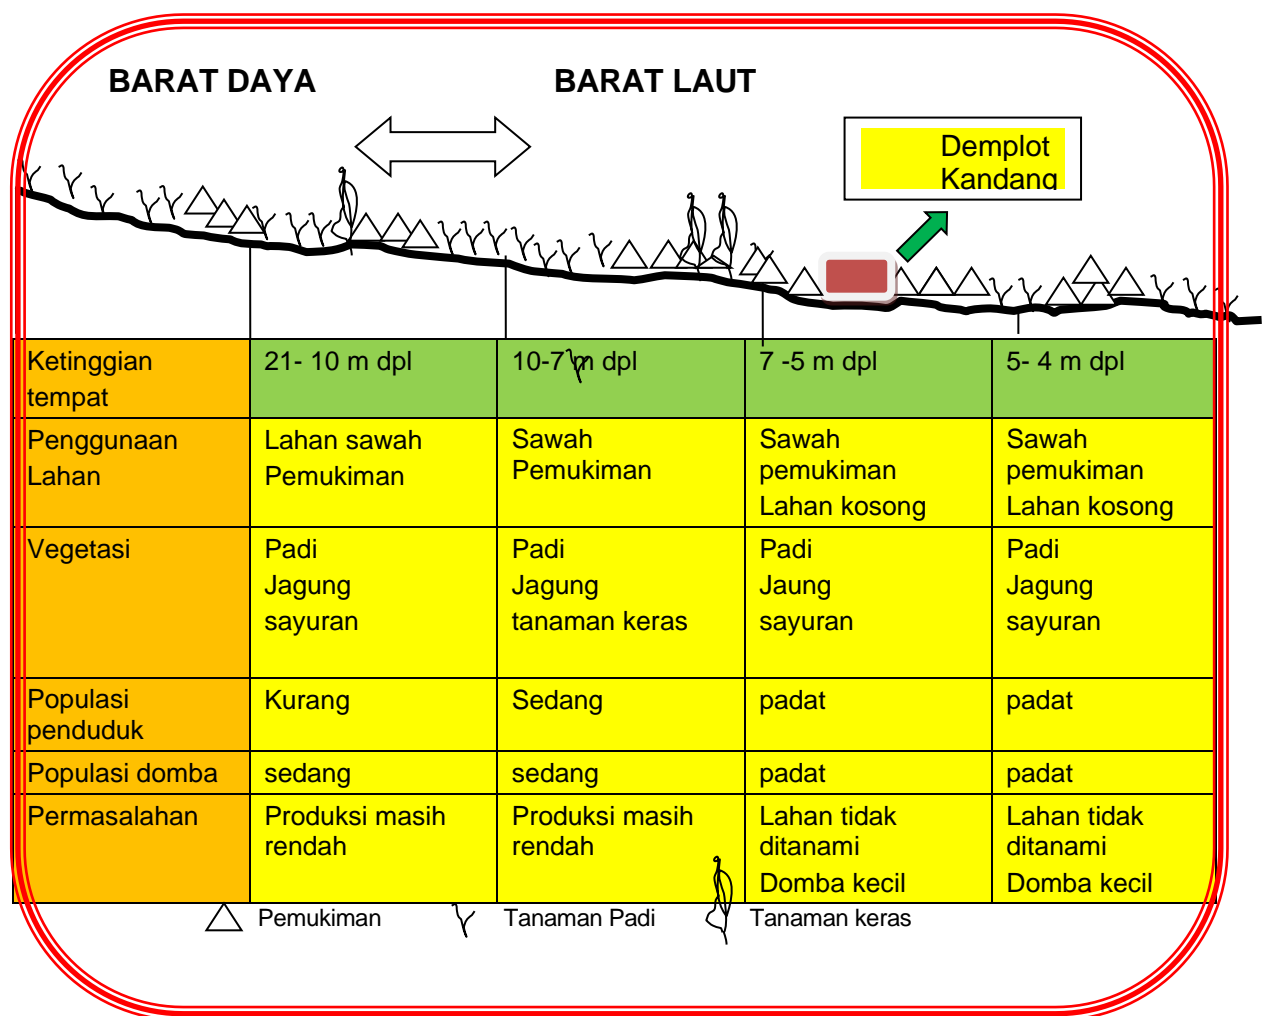 BARAT DAYA
BARAT LAUT
Demplot
Kandang
Ketinggian
tempat
21- 10 m dpl
10-7 m dpl
7 -5 m dpl
5- 4 m dpl
Penggunaan
Lahan
Lahan sawah
Pemukiman
Sawah
Pemukiman
Sawah
pemukiman
Lahan kosong
Sawah
pemukiman
Lahan kosong
Vegetasi
Padi
Jagung
sayuran
Padi
Jagung
tanaman keras
Padi
Jaung
sayuran
Padi
Jagung
sayuran
Populasi
penduduk
Kurang
Sedang
padat
padat
Populasi domba
sedang
sedang
padat
padat
Permasalahan
Produksi masih
rendah
Produksi masih
rendah
Lahan tidak
ditanami
Domba kecil
Lahan tidak
ditanami
Domba kecil
Pemukiman
Tanaman Padi
Tanaman keras